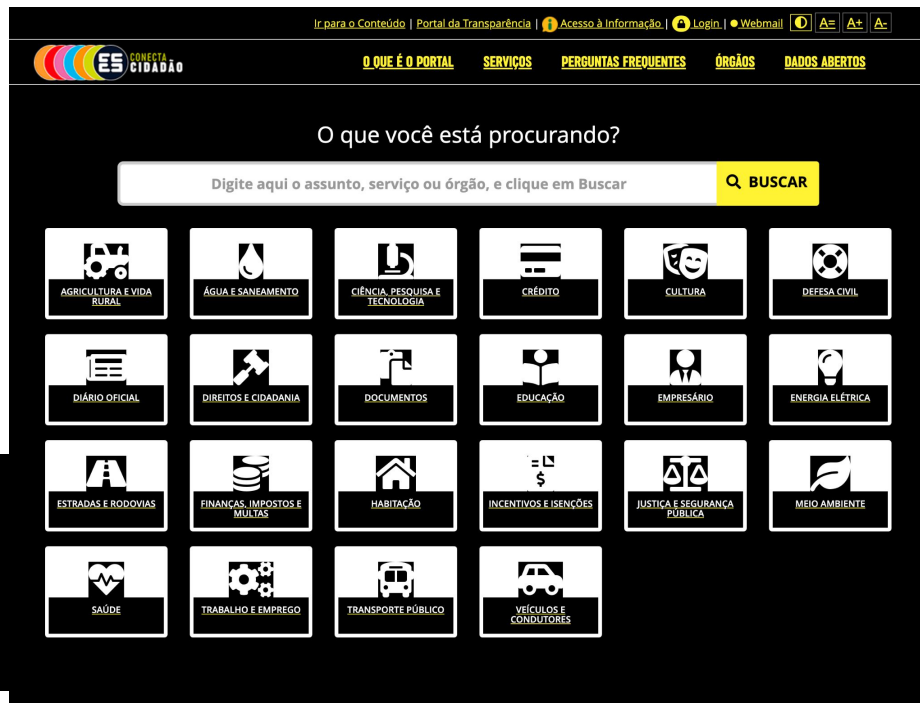 Ir para o Conteúdo | Portal da Transparência | Acesso à Informação | Login | Webmail A= A+ A-
ES CONECTA CIDADÃO
O QUE É O PORTAL SERVIÇOS PERGUNTAS FREQUENTES ÓRGÃOS DADOS ABERTOS
O que você está procurando?
Digite aqui o assunto, serviço ou órgão, e clique em Buscar BUSCAR
AGRICULTURA E VIDA RURAL
ÁGUA E SANEAMENTO
CIÊNCIA, PESQUISA E TECNOLOGIA
CRÉDITO
CULTURA
DEFESA CIVIL
DIÁRIO OFICIAL
DIREITOS E CIDADANIA
DOCUMENTOS
EDUCAÇÃO
EMPRESÁRIO
ENERGIA ELÉTRICA
ESTRADAS E RODOVIAS
FINANÇAS, IMPOSTOS E MULTAS
HABITAÇÃO
INCENTIVOS E ISENÇÕES
JUSTIÇA E SEGURANÇA PÚBLICA
MEIO AMBIENTE
SAÚDE
TRABALHO E EMPREGO
TRANSPORTE PÚBLICO
VEÍCULOS E CONDUTORES